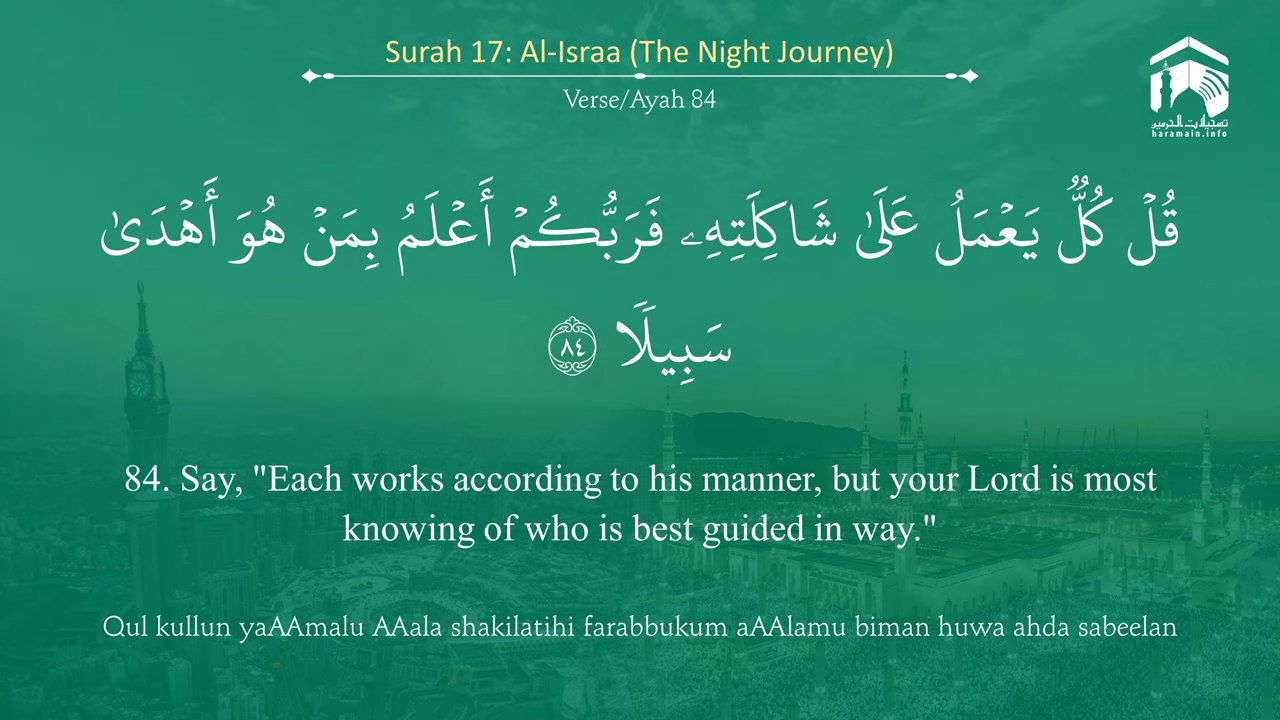 Surah 17: Al-Israa (The Night Journey)
Verse/Ayah 84
تسجيلات الحرمين
haramain.info
قُلۡ كُلࣱّ يَعۡمَلُ عَلَىٰ شَاكِلَتِهِۦ فَرَبُّكُمۡ أَعۡلَمُ بِمَنۡ هُوَ أَهۡدَىٰ
سَبِيلࣰا ٨٤
84. Say, "Each works according to his manner, but your Lord is most
knowing of who is best guided in way."
Qul kullun yaAAmalu AAala shakilatihi farabbukum aAAlamu biman huwa ahda sabeelan